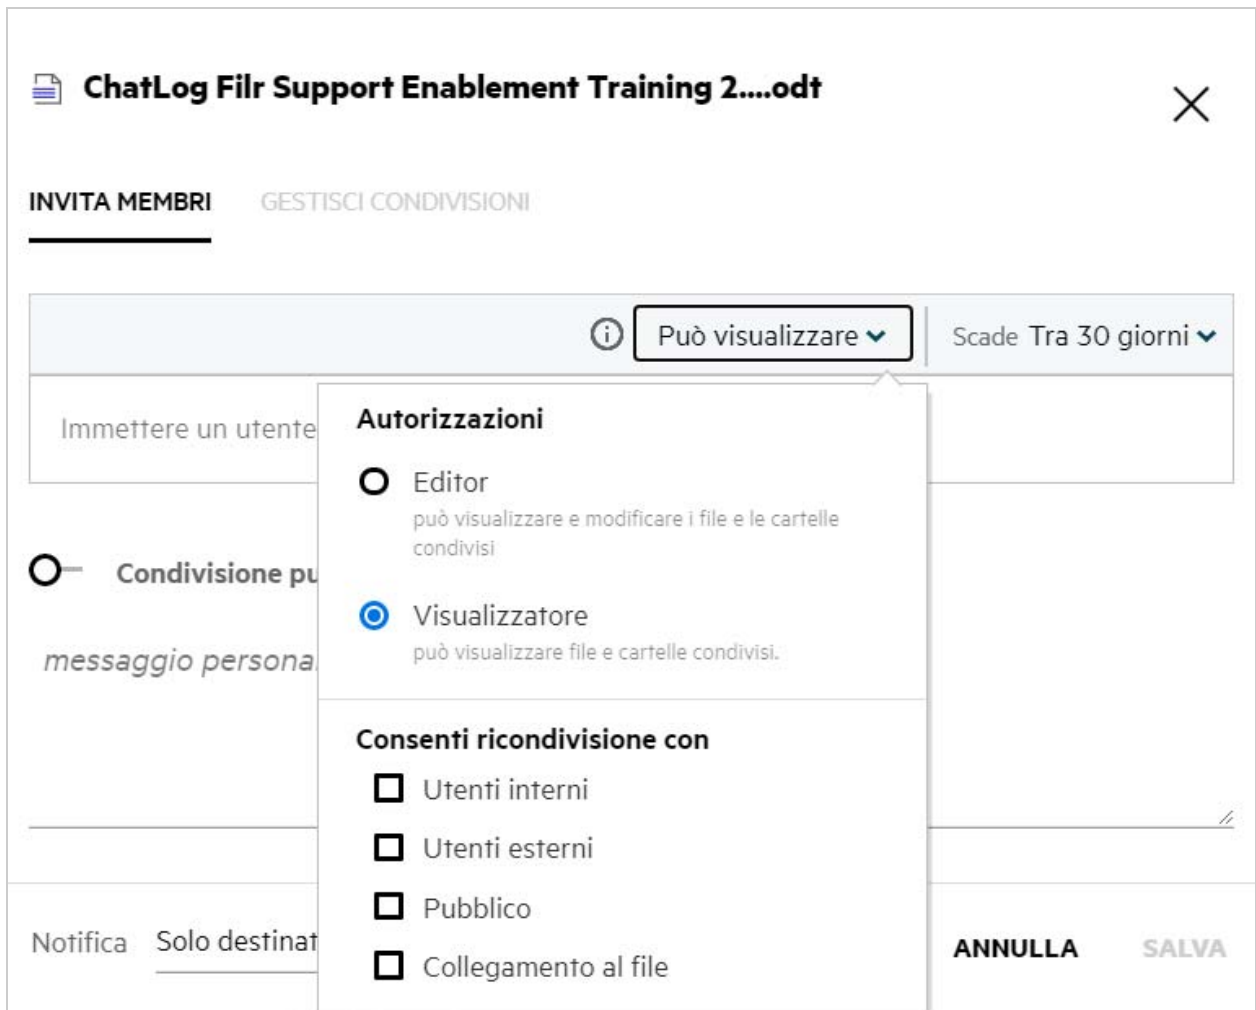 ChatLog Filr Support Enablement Training 2....odt
INVITA MEMBRI GESTISCI CONDIVISIONI
Può visualizzare Scade Tra 30 giorni
Immettere un utente
Autorizzazioni
Editor
può visualizzare e modificare i file e le cartelle
condivisi
Condivisione pu
Visualizzatore
può visualizzare file e cartelle condivisi.
messaggio persona
Consenti ricondivisione con
Utenti interni
Utenti esterni
Pubblico
Collegamento al file
Notifica Solo destinat
ANNULLA SALVA